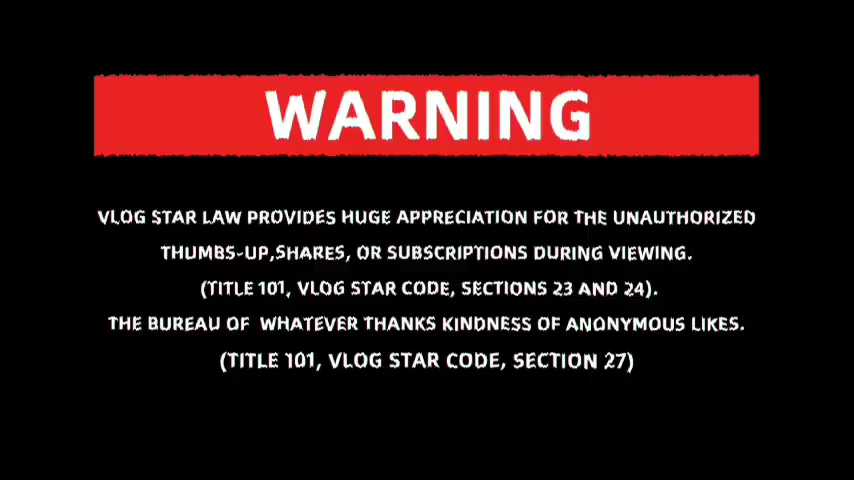 WARNING
VLOG STAR LAW PROVIDES HUGE APPRECIATION FOR THE UNAUTHORIZED
THUMBS-UP,SHARES, OR SUBSCRIPTIONS DURING VIEWING.
(TITLE 101, VLOG STAR CODE, SECTIONS 23 AND 24).
THE BUREAU OF WHATEVER THANKS KINDNESS OF ANONYMOUS LIKES.
(TITLE 101, VLOG STAR CODE, SECTION 27)